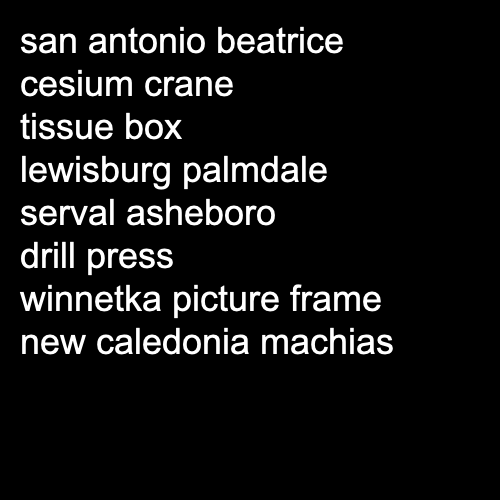 san antonio beatrice
cesium crane
tissue box
lewisburg palmdale
serval asheboro
drill press
winnetka picture frame
new caledonia machias